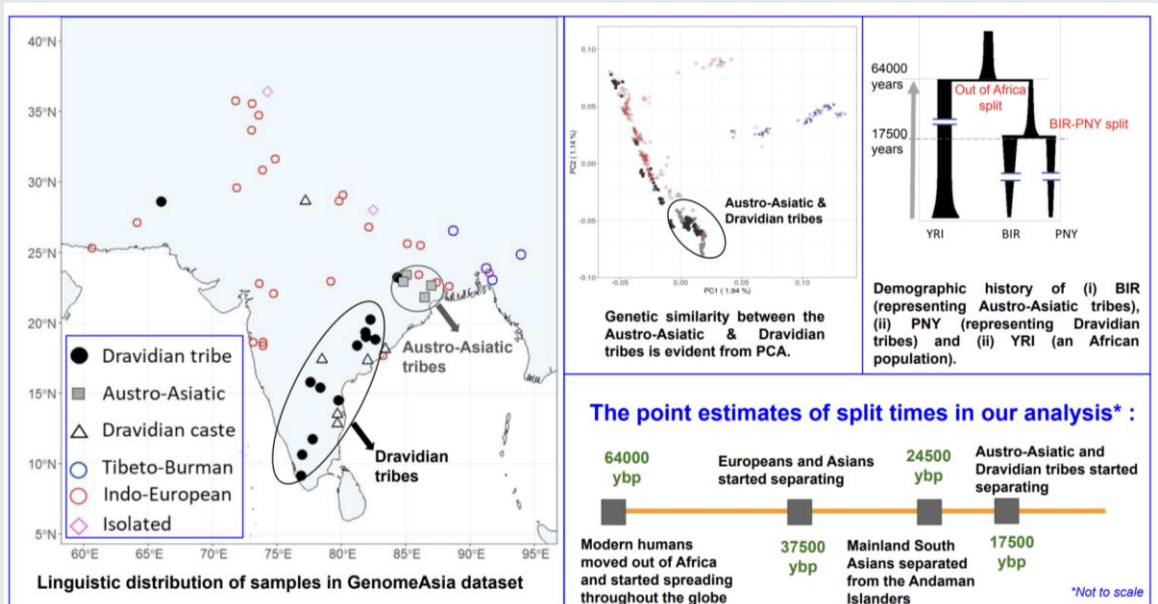 40°N
35°N
30°N
25°N
20°N
15°N
10°N
5°N
60°E
65°E
70°E
75°E
80°E
85°E
90°E
95°E
Dravidian tribe
Austro-Asiatic
Dravidian caste
Tibeto-Burman
Indo-European
Isolated
Austro-Asiatic
tribes
Dravidian
tribes
Linguistic distribution of samples in GenomeAsia dataset
0.10
0.05
0.00
-0.05
-0.10
PC2 ( 1.14 %)
-0.05
0.00
0.05
0.10
PC1 ( 1.94 %)
Austro-Asiatic &
Dravidian tribes
Genetic similarity between the
Austro-Asiatic & Dravidian
tribes is evident from PCA.
64000
years
17500
years
Out of Africa
split
BIR-PNY split
YRI
BIR
PNY
Demographic history of (i) BIR
(representing Austro-Asiatic tribes),
(ii) PNY (representing Dravidian
tribes) and (ii) YRI (an African
population).
The point estimates of split times in our analysis* :
64000
ybp
Modern humans
moved out of Africa
and started spreading
throughout the globe
Europeans and Asians
started separating
37500
ybp
24500
ybp
Mainland South
Asians separated
from the Andaman
Islanders
Austro-Asiatic and
Dravidian tribes started
separating
17500
ybp
*Not to scale